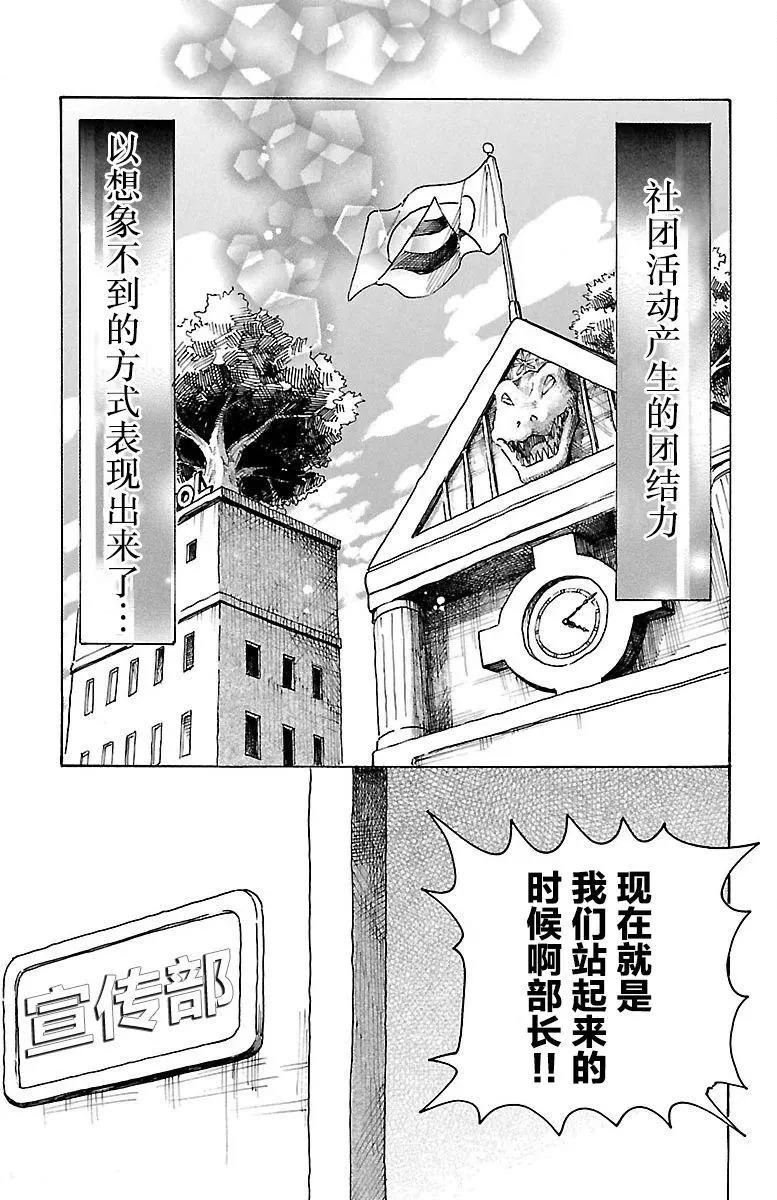 社团活动产生的团结力
以想象不到的方式表现出来了…
OL
现在就是
我们站起来的
时候啊部长!!
宣传部